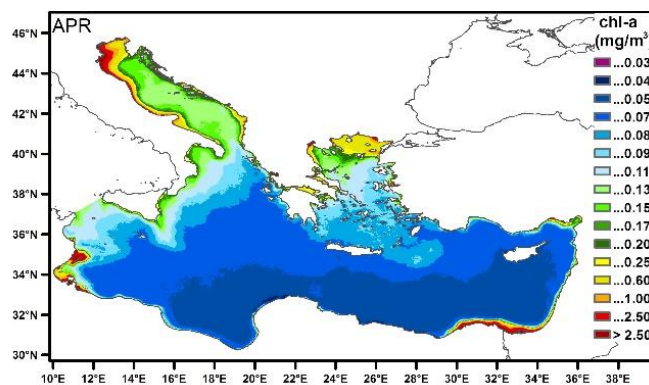 APR
46°N
44°N
42°N
40°N
38°N
36°N
34°N
32°N
30°N
10°E 12°E 14°E 16°E 18°E 20°E 22°E 24°E 26°E 28°E 30°E 32°E 34°E 36°E 38°E
chl-a
(mg/m³)
...0.03
...0.04
...0.05
...0.07
...0.08
...0.09
...0.11
...0.13
...0.15
...0.17
...0.20
...0.25
...0.60
...1.00
...2.50
> 2.50